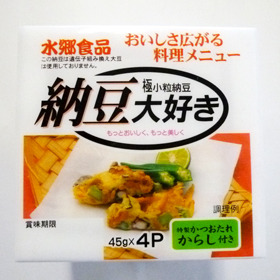 水郷食品
この納豆は遺伝子組み換え大豆
は使用しておりません。
おいしさ広がる
料理メニュー
納豆大好き
極小粒納豆
もっとおいしく、もっと楽しく
調理例
賞味期限
45g×4P
特製かつおたれ
からし付き